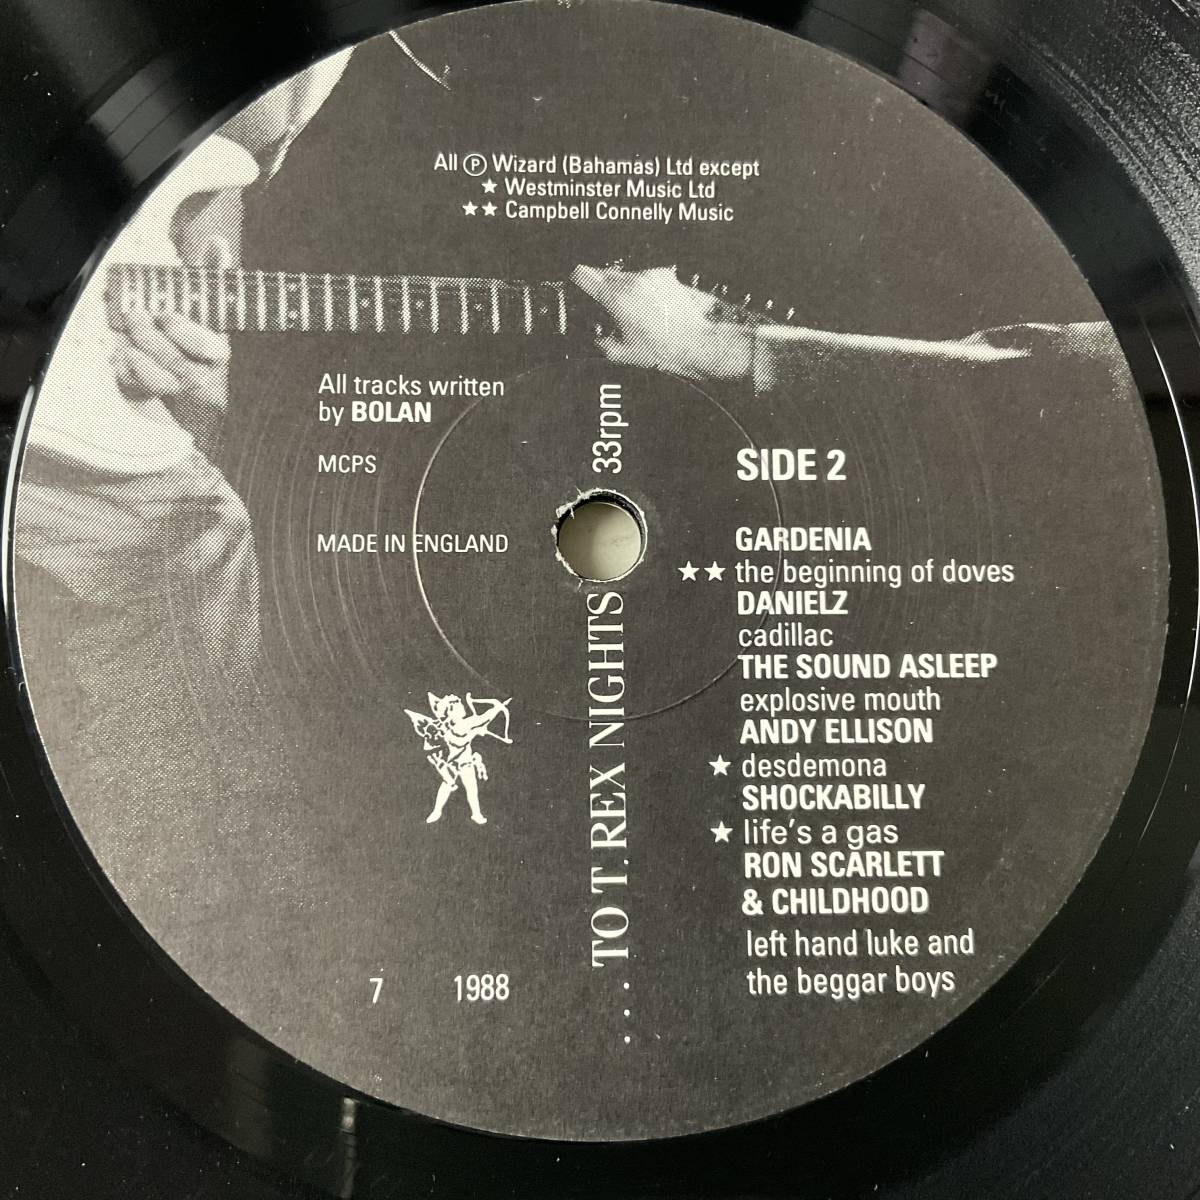 All Ⓟ Wizard (Bahamas) Ltd except
★ Westminster Music Ltd
★★ Campbell Connelly Music
All tracks written
by BOLAN
MCPS
MADE IN ENGLAND
33rpm
....TO T. REX NIGHTS
SIDE 2
GARDENIA
★★ the beginning of doves
DANIELZ
cadillac
THE SOUND ASLEEP
explosive mouth
ANDY ELLISON
★ desdemona
SHOCKABILLY
★ life's a gas
RON SCARLETT
& CHILDHOOD
left hand luke and
the beggar boys
7 1988